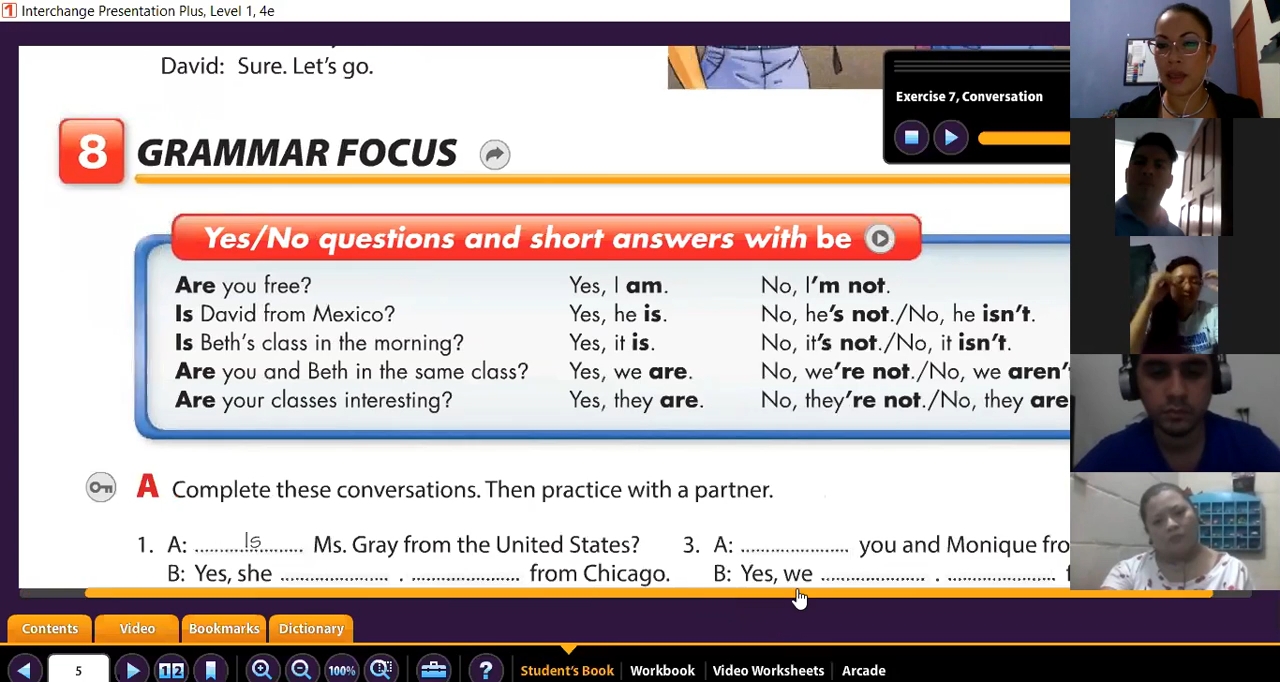 Interchange Presentation Plus, Level 1, 4e
David: Sure. Let's go.
Exercise 7, Conversation
8 GRAMMAR FOCUS
Yes/No questions and short answers with be
Are you free? Yes, I am. No, I'm not.
Is David from Mexico? Yes, he is. No, he's not./No, he isn't.
Is Beth's class in the morning? Yes, it is. No, it's not./No, it isn't.
Are you and Beth in the same class? Yes, we are. No, we're not./No, we aren't
Are your classes interesting? Yes, they are. No, they're not./No, they are
A Complete these conversations. Then practice with a partner.
1. A: ..........Is.......... Ms. Gray from the United States?
B: Yes, she .................... . .................... from Chicago.
3. A: .................... you and Monique fro
B: Yes, we .................... . .................... f
Contents Video Bookmarks Dictionary
5 12 100% ? Student's Book Workbook Video Worksheets Arcade